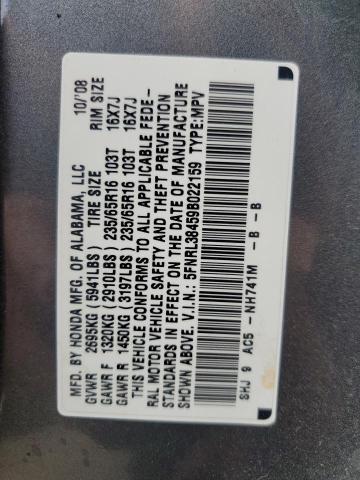 MFD. BY HONDA MFG. OF ALABAMA, LLC 10/'08
GVWR 2695KG (5941LBS) TIRE SIZE RIIM SIZE
GAWR F 1320KG (2910LBS) 235/65R16 103T 16X7J
GAWR R 1450KG (3197LBS) 235/65R16 103T 16X7J
THIS VEHICLE CONFORMS TO ALL APPLICABLE FEDE-
RAL MOTOR VEHICLE SAFETY AND THEFT PREVENTION
STANDARDS IN EFFECT ON THE DATE OF MANUFACTURE
SHOWN ABOVE. V.I.N.: 5FNRL38459B022159 TYPE:MPV
SHJ 9 AC5 -NH741M -B -B